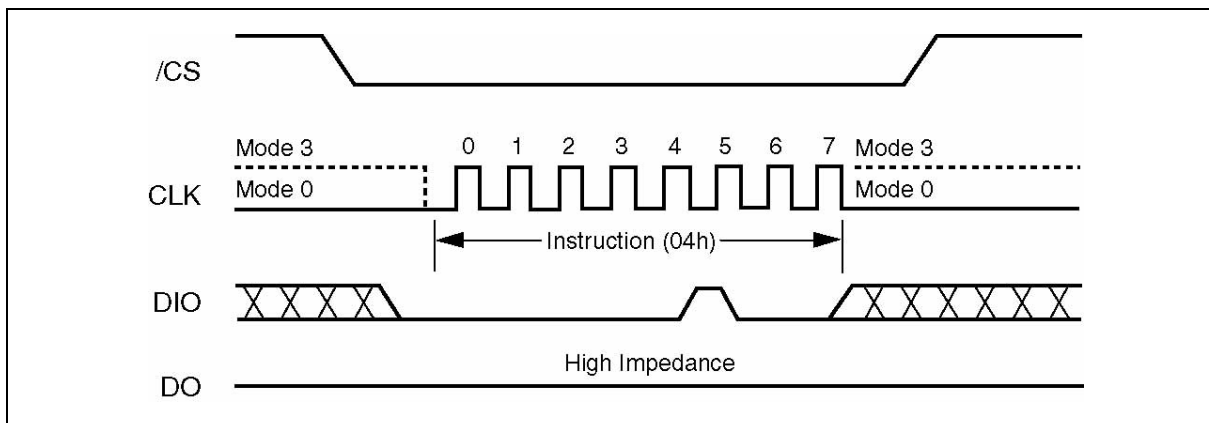 /CS
Mode 3 0 1 2 3 4 5 6 7 Mode 3
CLK Mode 0 Mode 0
Instruction (04h)
DIO
High Impedance
DO